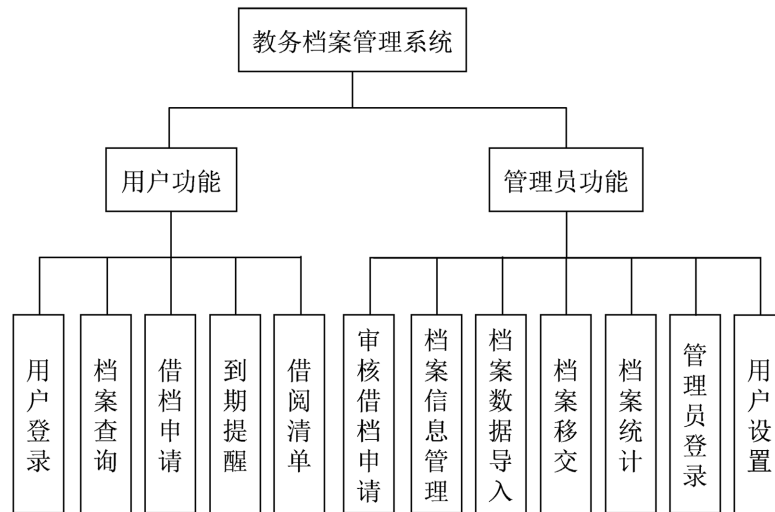 教务档案管理系统
用户功能
管理员功能
用户登录
档案查询
借档申请
到期提醒
借阅清单
审核借档申请
档案信息管理
档案数据导入
档案移交
档案统计
管理员登录
用户设置